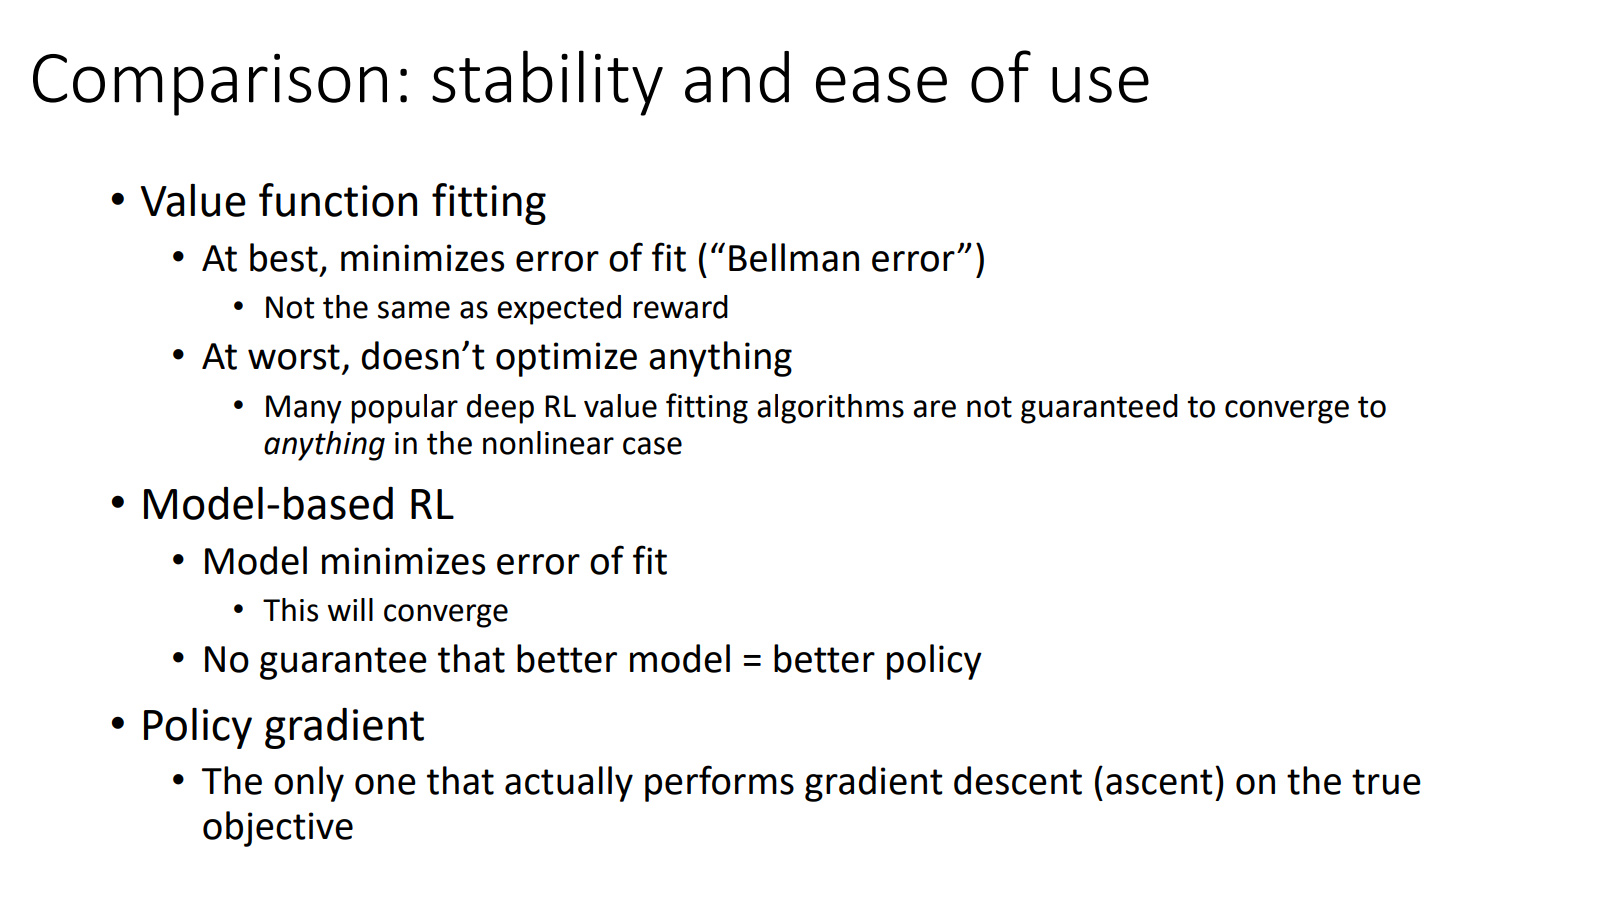 Comparison: stability and ease of use
• Value function fitting
• At best, minimizes error of fit (“Bellman error”)
• Not the same as expected reward
• At worst, doesn’t optimize anything
• Many popular deep RL value fitting algorithms are not guaranteed to converge to
anything in the nonlinear case
• Model-based RL
• Model minimizes error of fit
• This will converge
• No guarantee that better model = better policy
• Policy gradient
• The only one that actually performs gradient descent (ascent) on the true
objective